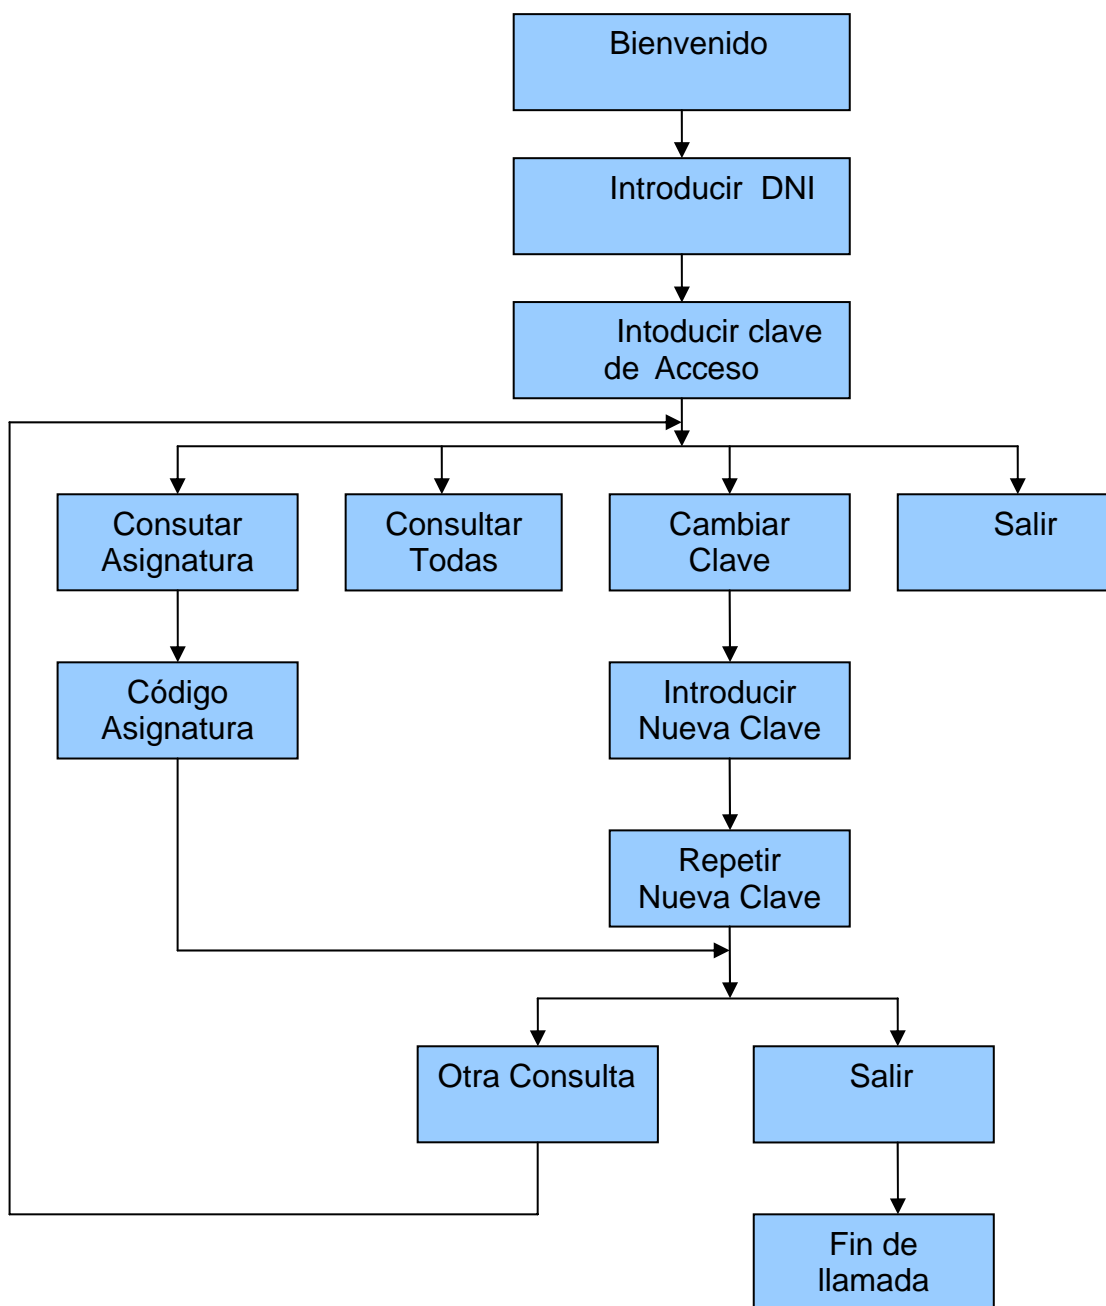 Bienvenido
Introducir DNI
Intoducir clave
de Acceso
Consutar
Asignatura
Consultar
Todas
Cambiar
Clave
Salir
Código
Asignatura
Introducir
Nueva Clave
Repetir
Nueva Clave
Otra Consulta
Salir
Fin de
llamada